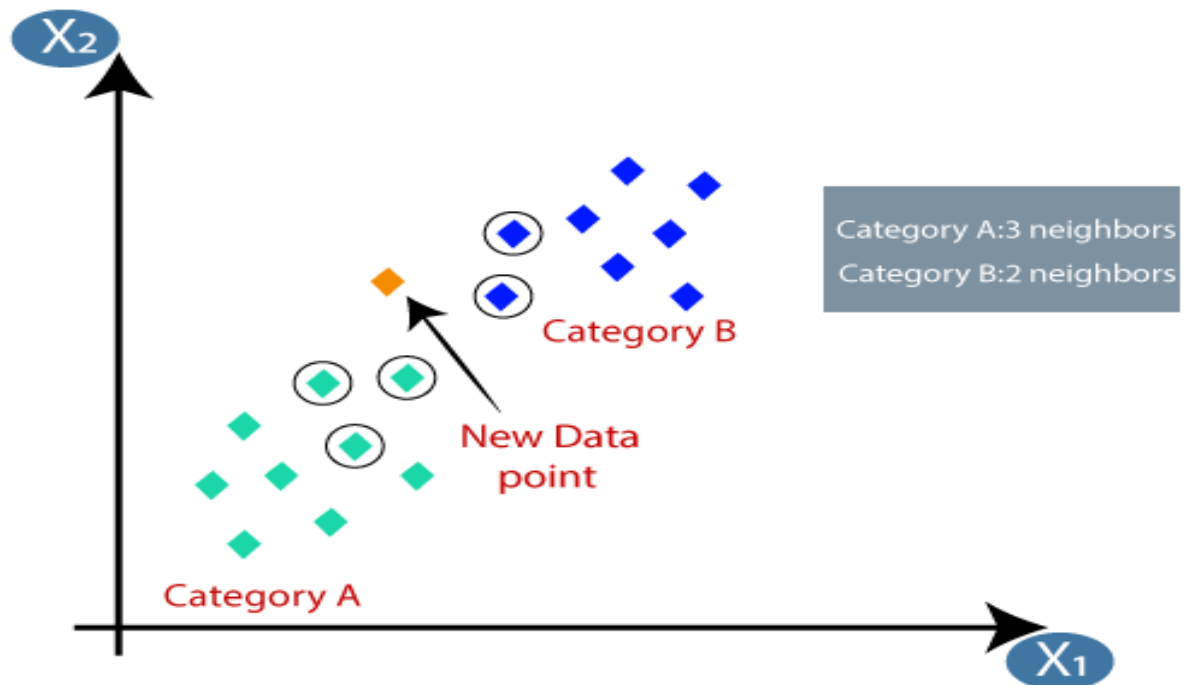 X₂
Category A:3 neighbors
Category B:2 neighbors
Category B
New Data
point
Category A
X₁